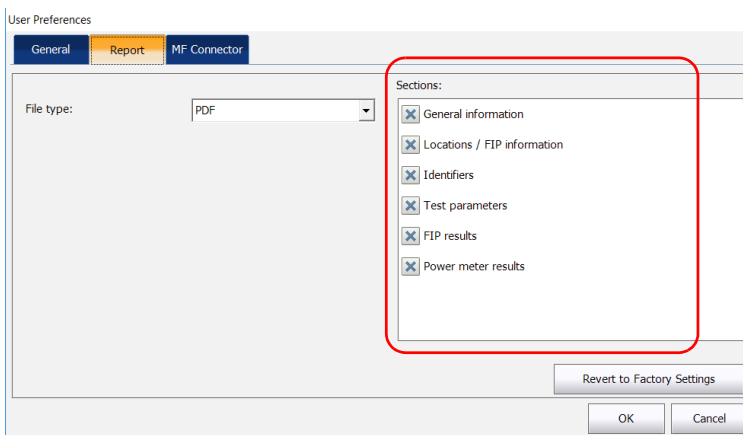 User Preferences
General Report MF Connector
Sections:
File type: PDF
General information
Locations / FIP information
Identifiers
Test parameters
FIP results
Power meter results
Revert to Factory Settings
OK Cancel